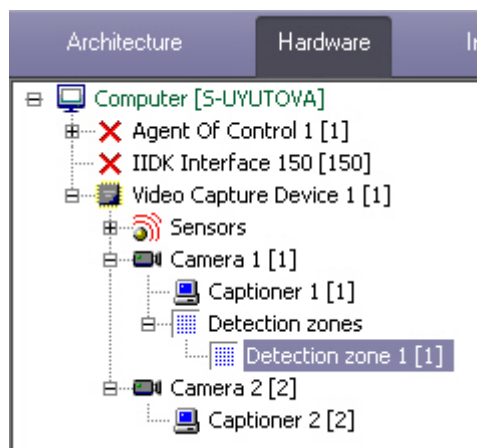 Architecture Hardware
Computer [S-UYUTOVA]
Agent Of Control 1 [1]
IIDK Interface 150 [150]
Video Capture Device 1 [1]
Sensors
Camera 1 [1]
Captioner 1 [1]
Detection zones
Detection zone 1 [1]
Camera 2 [2]
Captioner 2 [2]